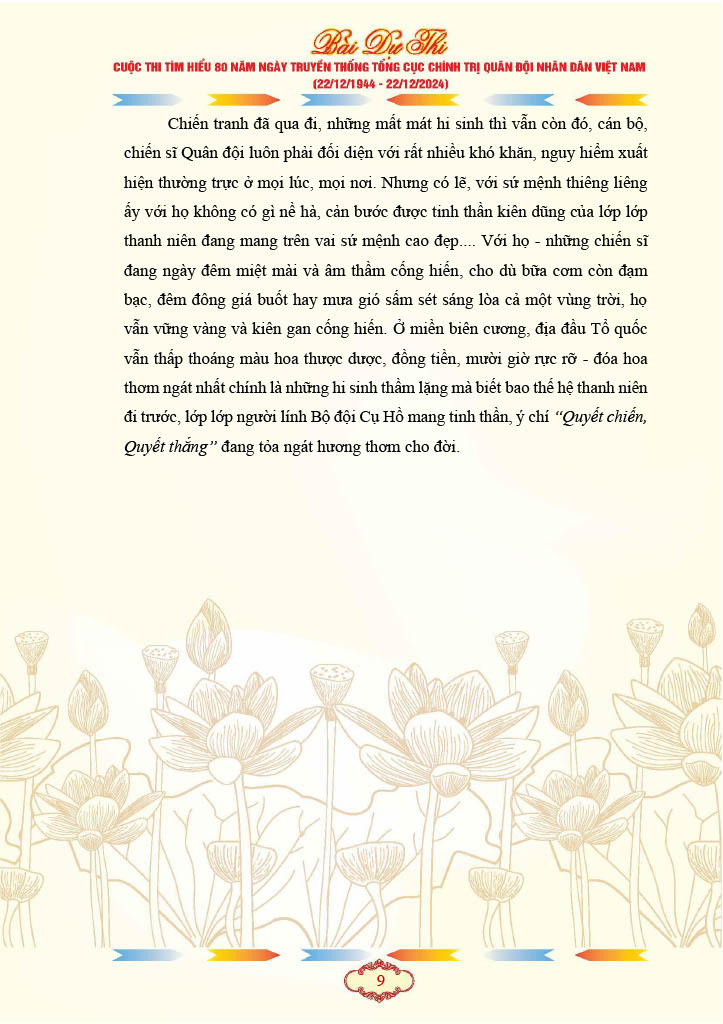 Bài Dự Thi
CUỘC THI TÌM HIỂU 80 NĂM NGÀY TRUYỀN THỐNG TỔNG CỤC CHÍNH TRỊ QUÂN ĐỘI NHÂN DÂN VIỆT NAM
(22/12/1944 - 22/12/2024)
Chiến tranh đã qua đi, những mất mát hi sinh thì vẫn còn đó, cán bộ,
chiến sĩ Quân đội luôn phải đối diện với rất nhiều khó khăn, nguy hiểm xuất
hiện thường trực ở mọi lúc, mọi nơi. Nhưng có lẽ, với sứ mệnh thiêng liêng
ấy với họ không có gì nề hà, cản bước được tinh thần kiên dũng của lớp lớp
thanh niên đang mang trên vai sứ mệnh cao đẹp.... Với họ - những chiến sĩ
đang ngày đêm miệt mài và âm thầm cống hiến, cho dù bữa cơm còn đạm
bạc, đêm đông giá buốt hay mưa gió sấm sét sáng lòa cả một vùng trời, họ
vẫn vững vàng và kiên gan cống hiến. Ở miền biên cương, địa đầu Tổ quốc
vẫn thấp thoáng màu hoa thược dược, đồng tiền, mười giờ rực rỡ - đóa hoa
thơm ngát nhất chính là những hi sinh thầm lặng mà biết bao thế hệ thanh niên
đi trước, lớp lớp người lính Bộ đội Cụ Hồ mang tinh thần, ý chí “Quyết chiến,
Quyết thắng” đang tỏa ngát hương thơm cho đời.
9